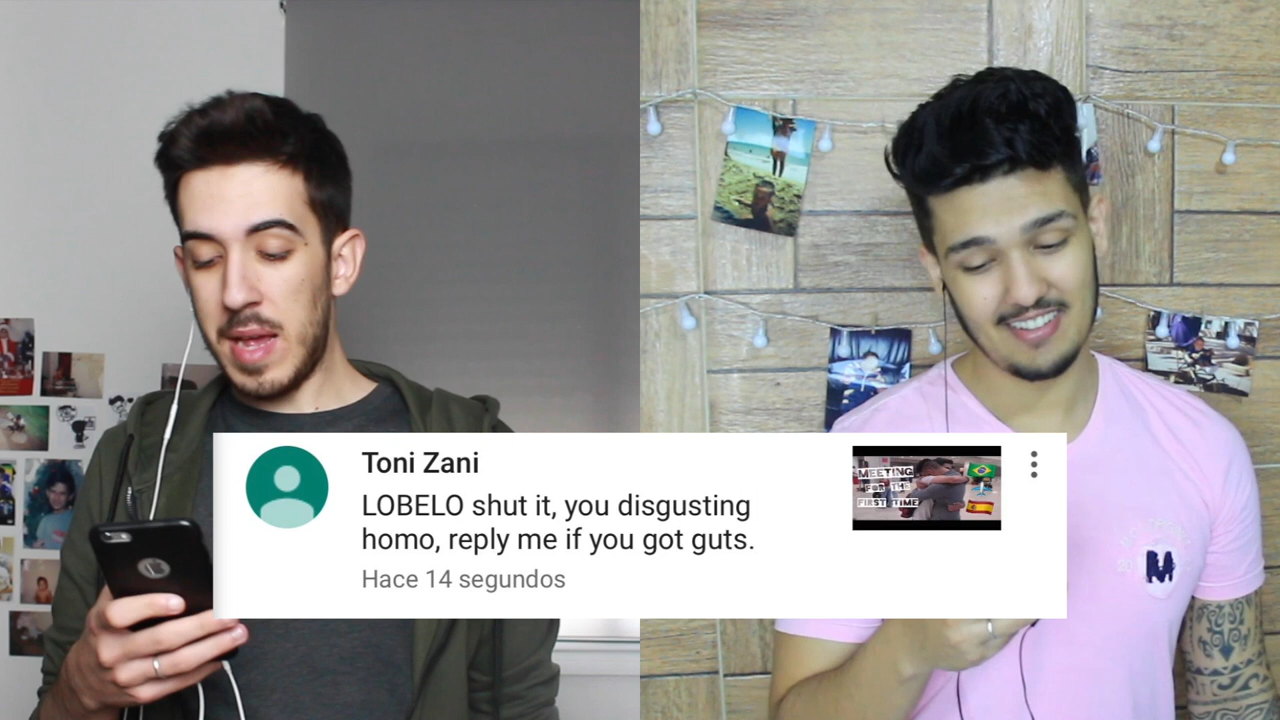 Toni Zani
LOBELO shut it, you disgusting
homo, reply me if you got guts.
Hace 14 segundos
MEETING
FOR THE
FIRST TIME
M